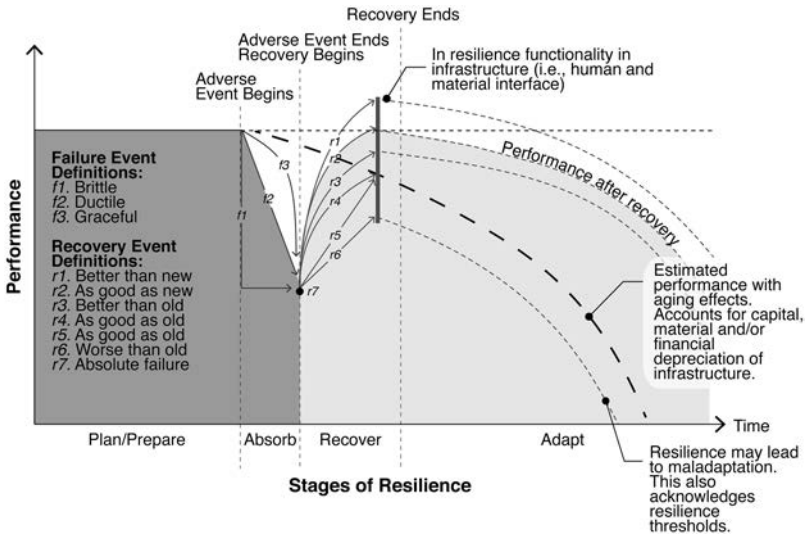 Recovery Ends
Adverse Event Ends
Recovery Begins
Adverse
Event Begins
In resilience functionality in
infrastructure (i.e., human and
material interface)
Performance
Failure Event
Definitions:
f1. Brittle
f2. Ductile
f3. Graceful
Recovery Event
Definitions:
r1. Better than new
r2. As good as new
r3. Better than old
r4. As good as old
r5. As good as old
r6. Worse than old
r7. Absolute failure
f1
f2
f3
r1
r2
r3
r4
r5
r6
r7
Performance after recovery
Estimated
performance with
aging effects.
Accounts for capital,
material and/or
financial
depreciation of
infrastructure.
Time
Plan/Prepare
Absorb
Recover
Adapt
Stages of Resilience
Resilience may lead
to maladaptation.
This also
acknowledges
resilience
thresholds.